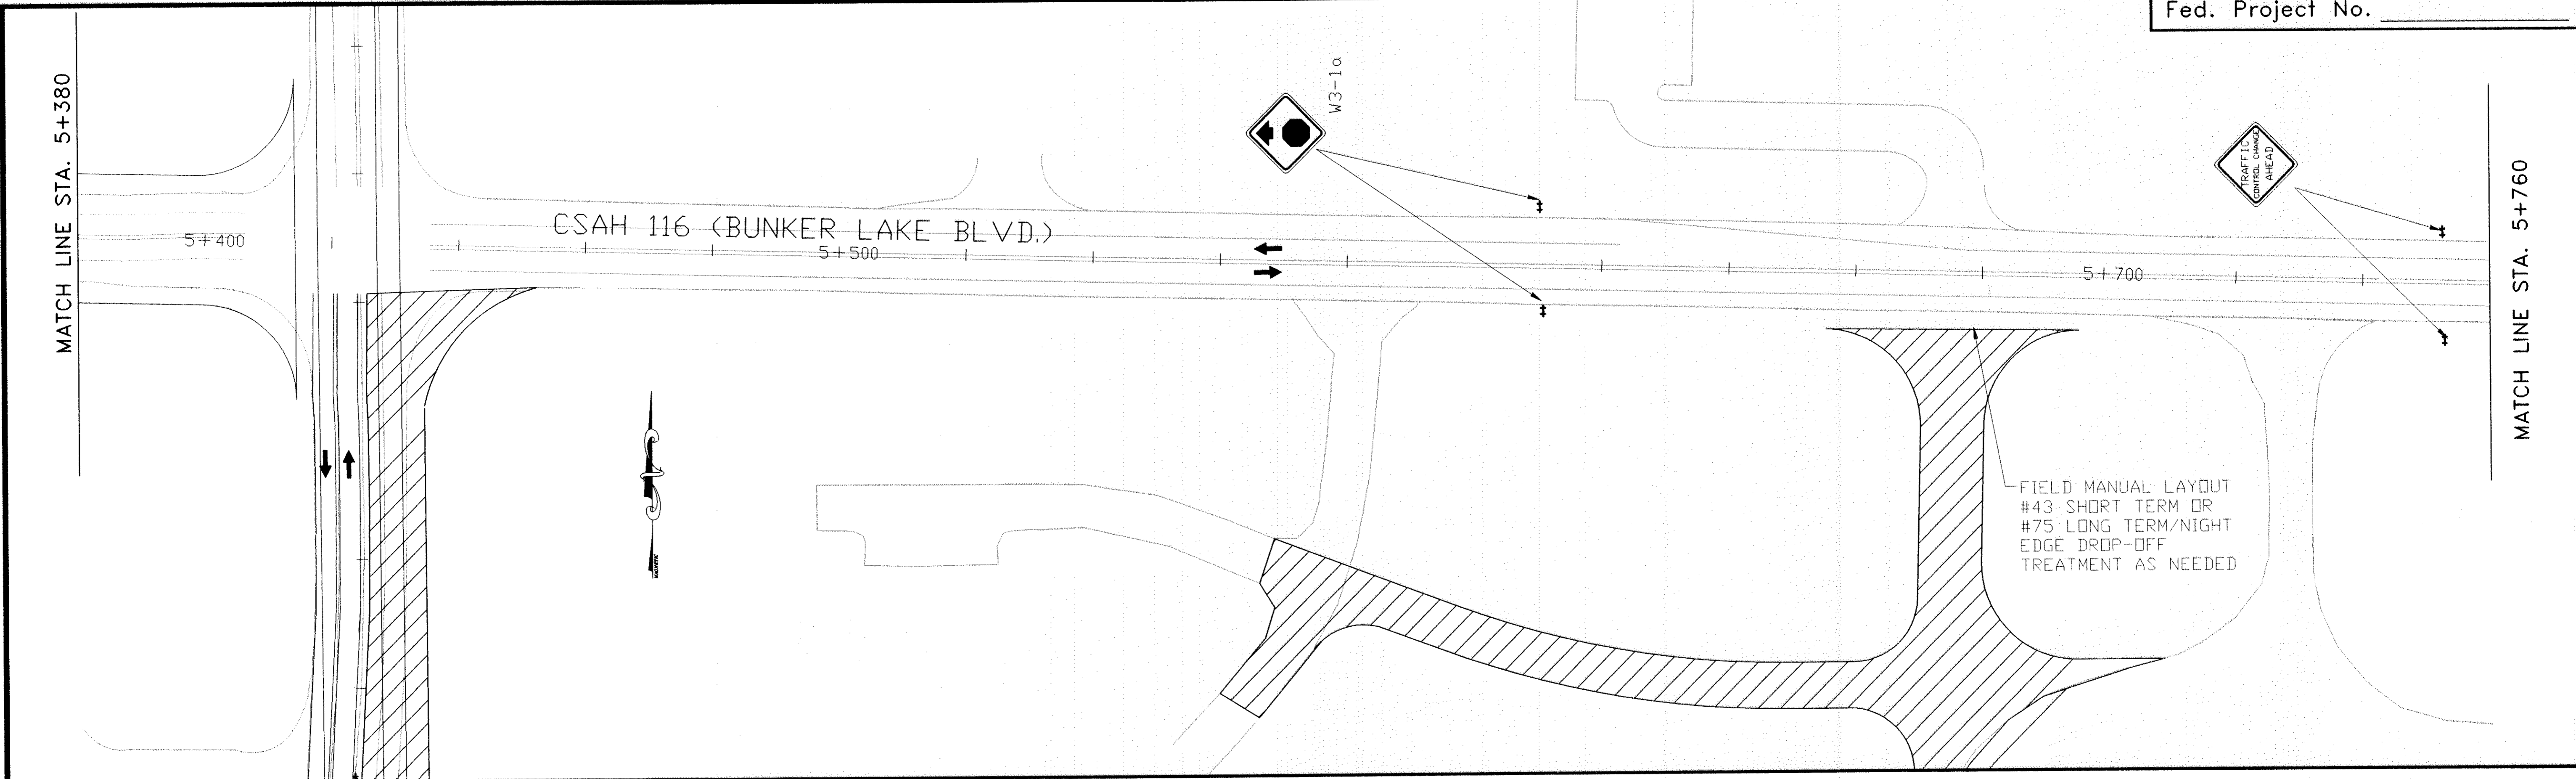 Fed. Project No.
MATCH LINE STA. 5+380
W3-1a
TRAFFIC
CONTROL CHANGE
AHEAD
MATCH LINE STA. 5+760
CSAH 116 (BUNKER LAKE BLVD.)
5+400
5+500
5+700
FIELD MANUAL LAYOUT
#43 SHORT TERM OR
#75 LONG TERM/NIGHT
EDGE DROP-OFF
TREATMENT AS NEEDED